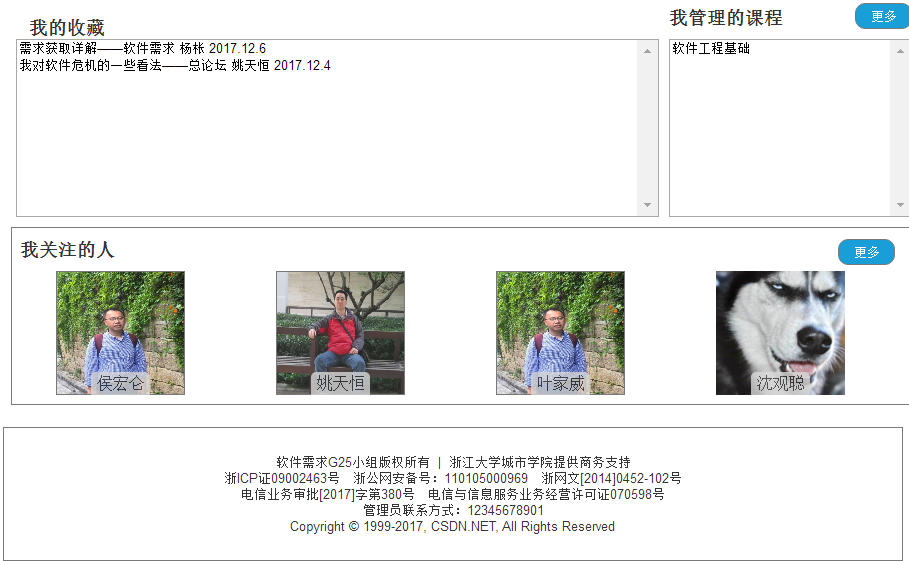 我的收藏
我管理的课程
更多
需求获取详解——软件需求 杨枨 2017.12.6
我对软件危机的一些看法——总论坛 姚天恒 2017.12.4
软件工程基础
我关注的人
更多
侯宏仑
姚天恒
叶家威
沈观聪
软件需求G25小组版权所有 | 浙江大学城市学院提供商务支持
浙ICP证09002463号 浙公网安备号：110105000969 浙网文[2014]0452-102号
电信业务审批[2017]字第380号 电信与信息服务业务经营许可证070598号
管理员联系方式：12345678901
Copyright © 1999-2017, CSDN.NET, All Rights Reserved